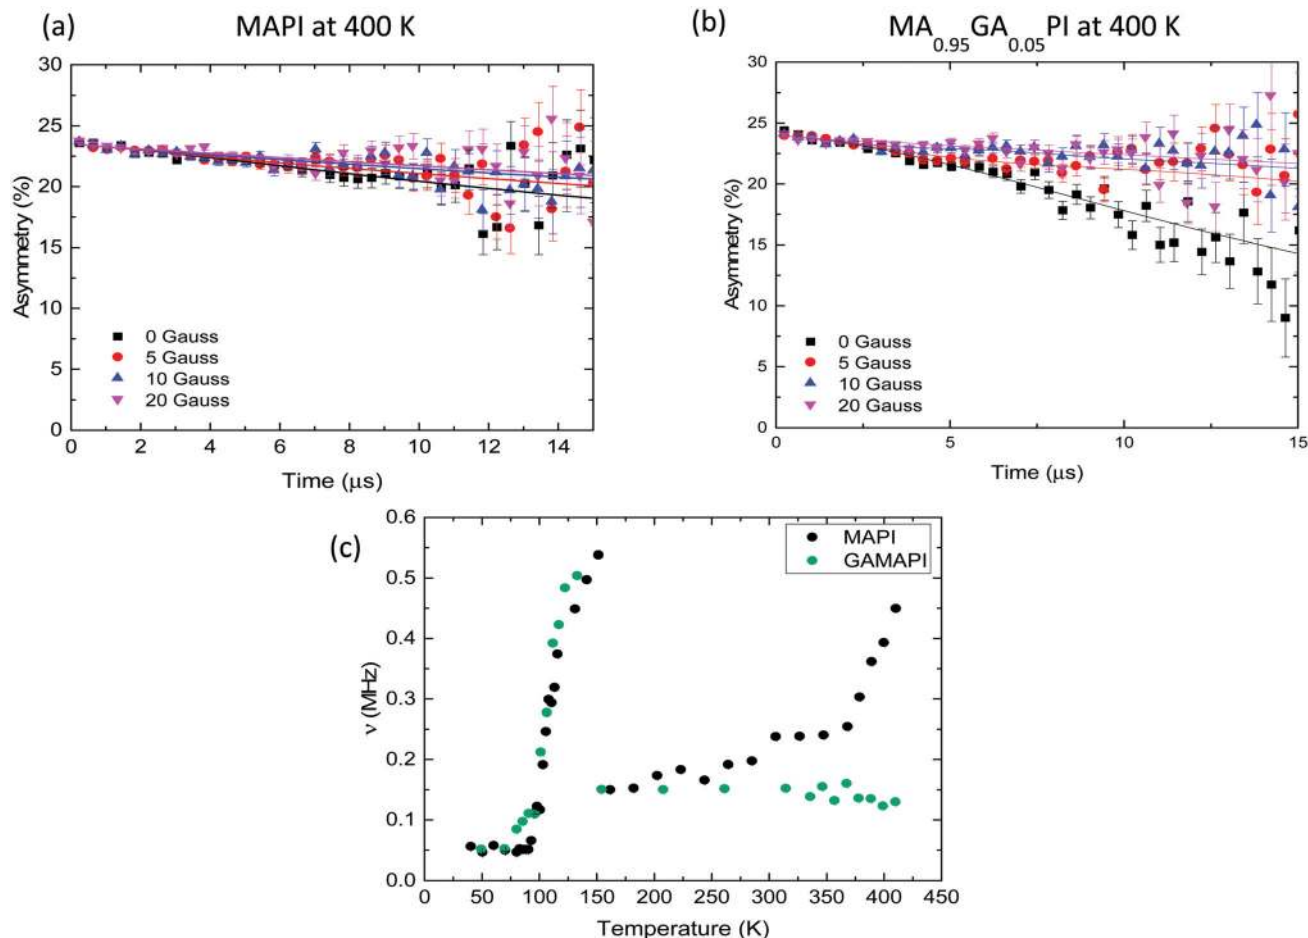 (a) MAPI at 400 K
30
25
20
15
10
5
0
Asymmetry (%)
0 Gauss
5 Gauss
10 Gauss
20 Gauss
0 2 4 6 8 10 12 14
Time (μs)
(b) MA0.95GA0.05PI at 400 K
30
25
20
15
10
5
0
Asymmetry (%)
0 Gauss
5 Gauss
10 Gauss
20 Gauss
0 5 10 15
Time (μs)
(c)
0.6
0.5
0.4
0.3
0.2
0.1
0.0
ν (MHz)
MAPI
GAMAPI
0 50 100 150 200 250 300 350 400 450
Temperature (K)